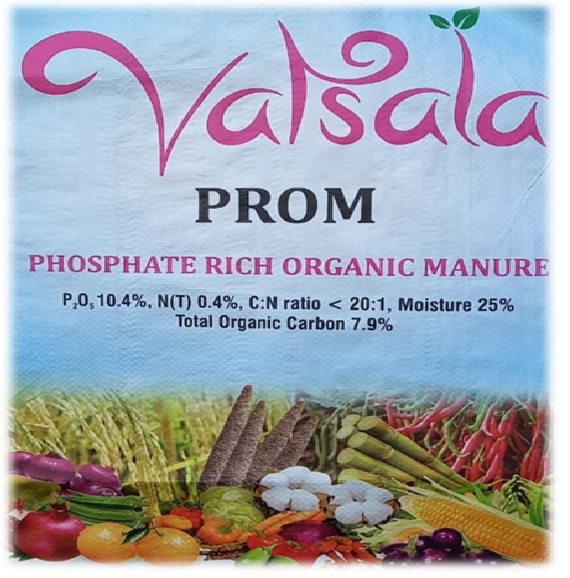 Valsala
PROM
PHOSPHATE RICH ORGANIC MANURE
P₂O₅ 10.4%, N(T) 0.4%, C:N ratio < 20:1, Moisture 25%
Total Organic Carbon 7.9%